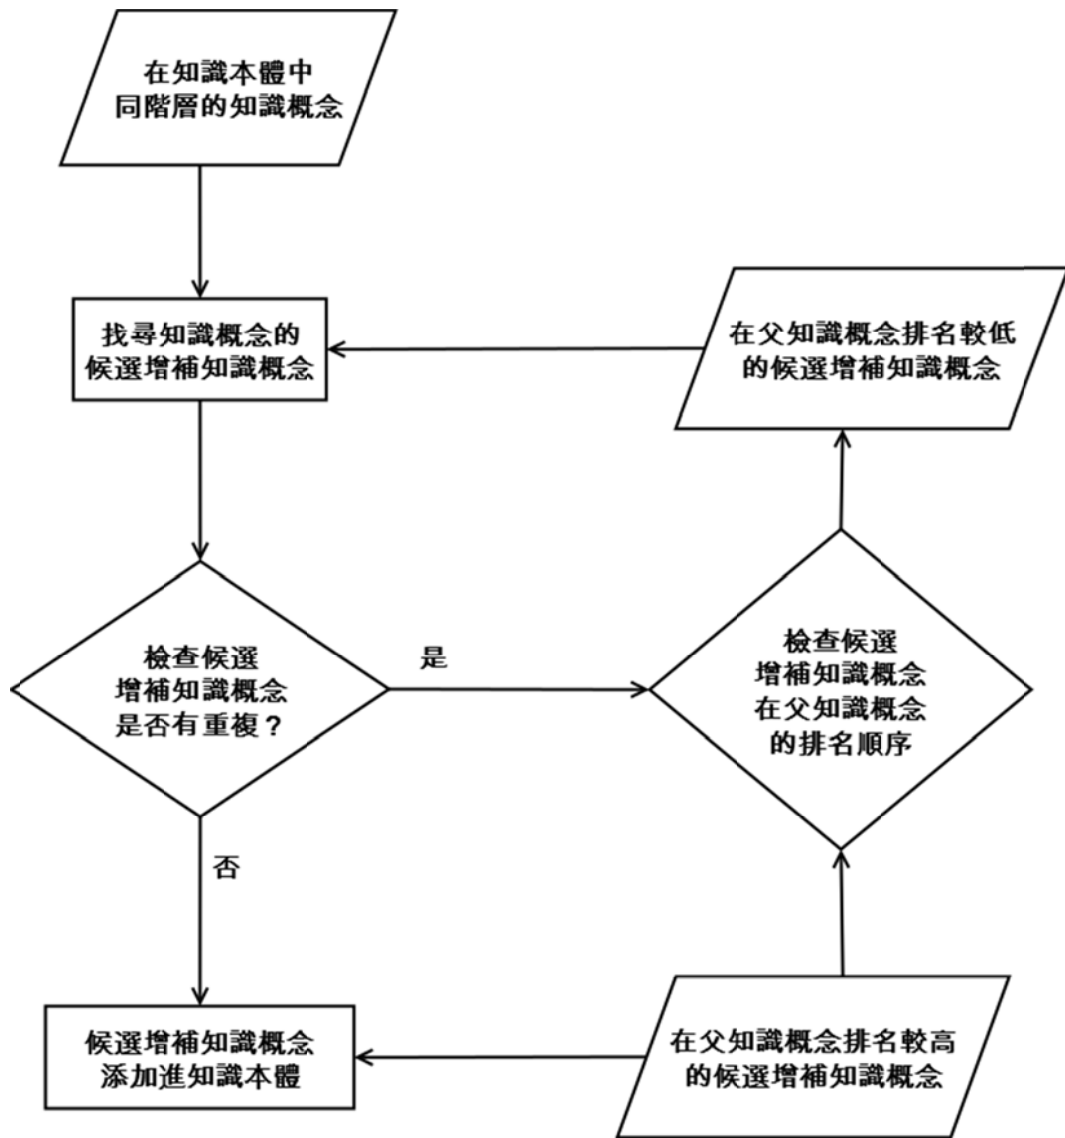 在知識本體中
同階層的知識概念
找尋知識概念的
候選增補知識概念
在父知識概念排名較低
的候選增補知識概念
檢查候選
增補知識概念
是否有重複？
是
檢查候選
增補知識概念
在父知識概念
的排名順序
否
候選增補知識概念
添加進知識本體
在父知識概念排名較高
的候選增補知識概念